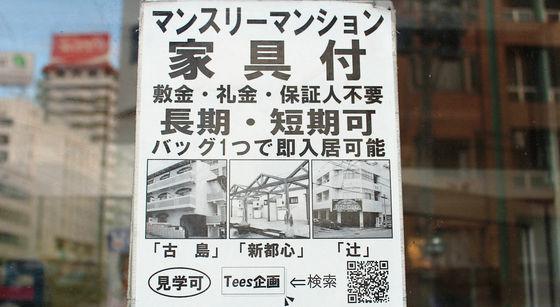 マンスリーマンション
家具付
敷金・礼金・保証人不要
長期・短期可
バッグ1つで即入居可能
「古　島」「新都心」「辻」
見学可 Tees企画 ⇐検索